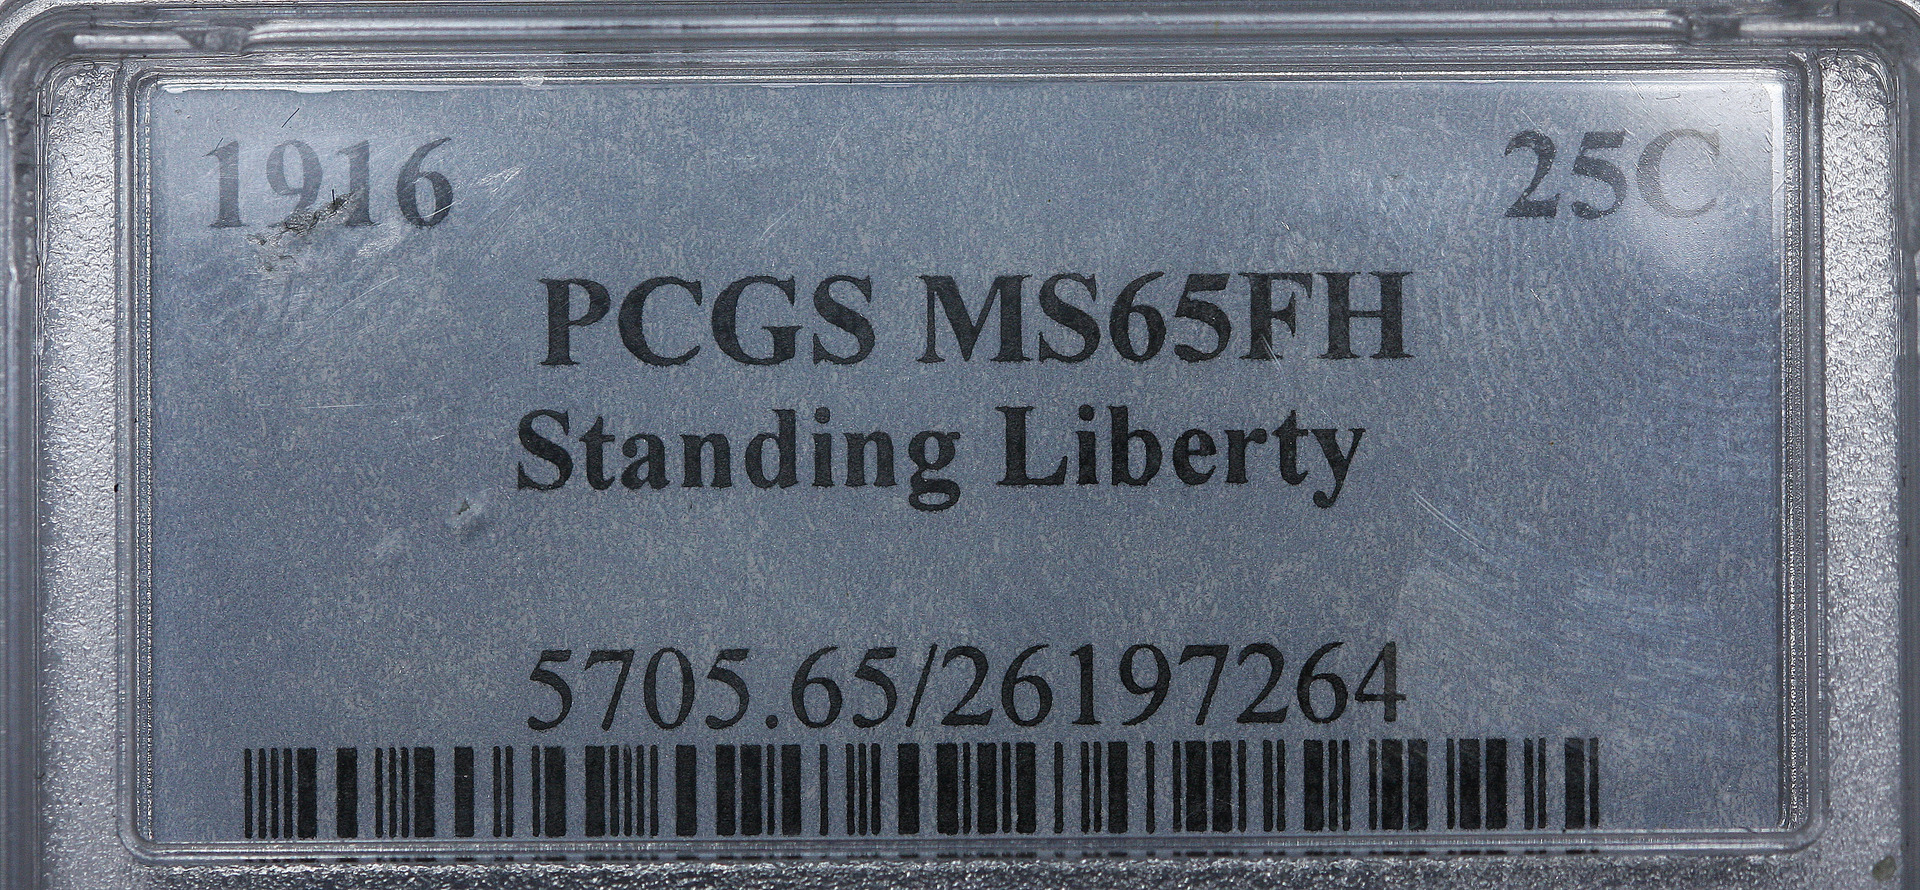 1916 25C
PCGS MS65FH
Standing Liberty
5705.65/26197264